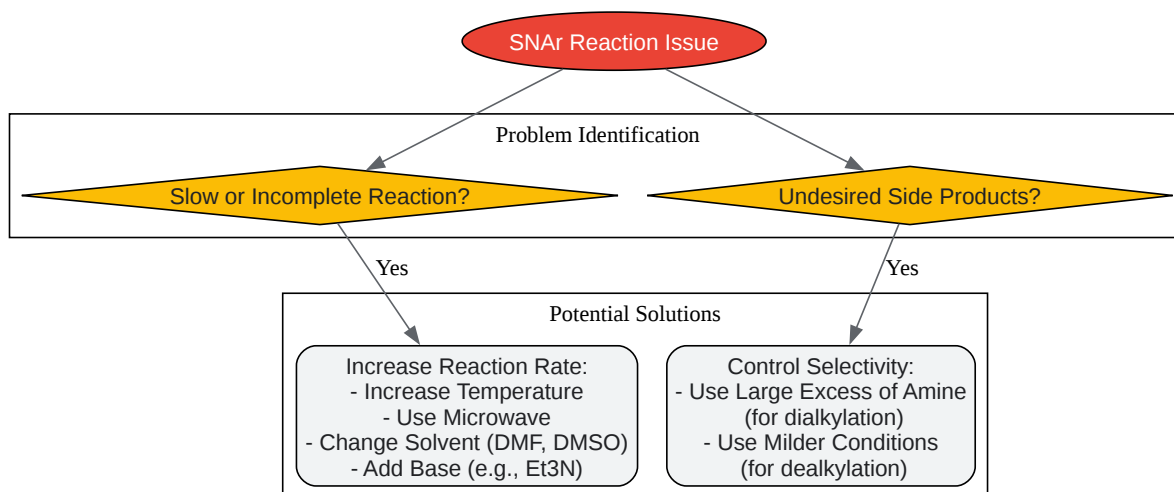 SNAr Reaction Issue
Problem Identification
Slow or Incomplete Reaction?
Undesired Side Products?
Yes
Yes
Potential Solutions
Increase Reaction Rate:
- Increase Temperature
- Use Microwave
- Change Solvent (DMF, DMSO)
- Add Base (e.g., Et3N)
Control Selectivity:
- Use Large Excess of Amine
(for dialkylation)
- Use Milder Conditions
(for dealkylation)